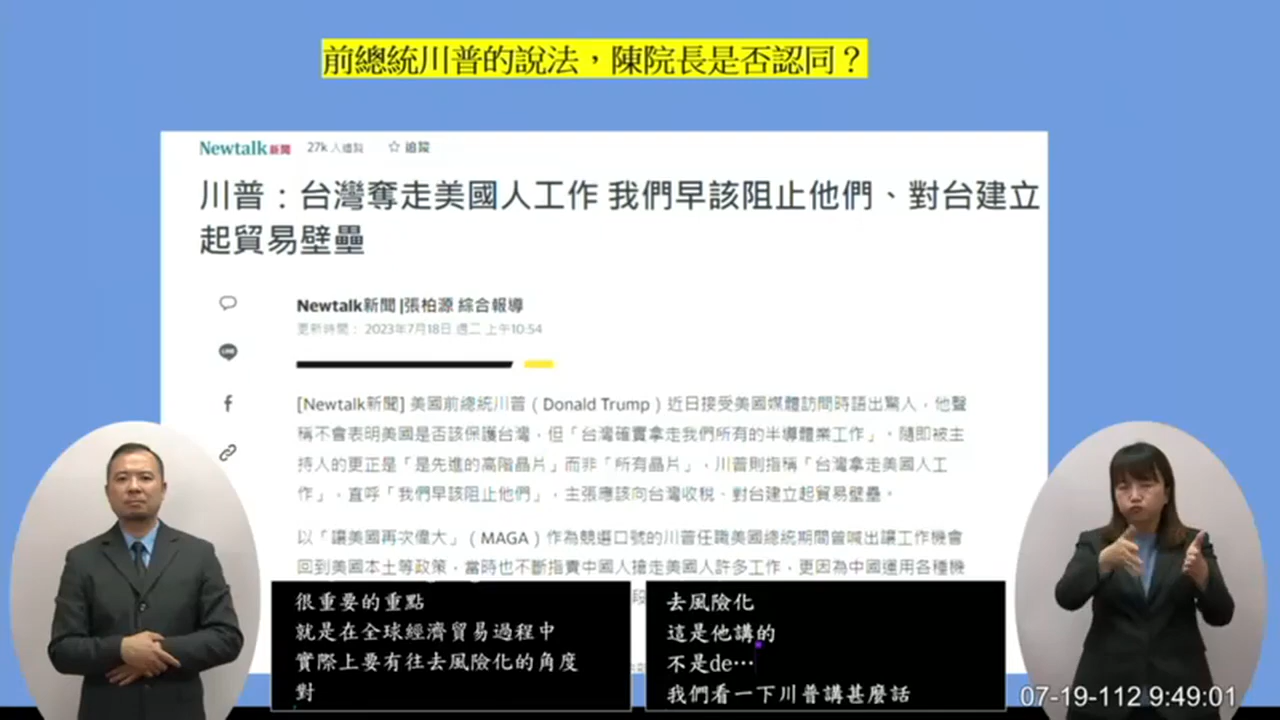 前總統川普的說法，陳院長是否認同？
Newtalk新聞 27k人追蹤 ☆ 追蹤
川普：台灣奪走美國人工作 我們早該阻止他們、對台建立
起貿易壁壘
Newtalk新聞 |張柏源 綜合報導
更新時間： 2023年7月18日 週二 上午10:54
[Newtalk新聞] 美國前總統川普（Donald Trump）近日接受美國媒體訪問時語出驚人，他聲
稱不會表明美國是否該保護台灣，但「台灣確實拿走我們所有的半導體業工作」。隨即被主
持人的更正是「是先進的高階晶片」而非「所有晶片」，川普則指稱「台灣拿走美國人工
作」，直呼「我們早該阻止他們」，主張應該向台灣收稅、對台建立起貿易壁壘。
以「讓美國再次偉大」（MAGA）作為競選口號的川普任職美國總統期間曾喊出讓工作機會
回到美國本土等政策，當時也不斷指責中國人搶走美國人許多工作，更因為中國運用各種機
段
很重要的重點
就是在全球經濟貿易過程中
實際上要有往去風險化的角度
對
去風險化
這是他講的
不是de…
我們看一下川普講甚麼話
07-19-112 9:49:01